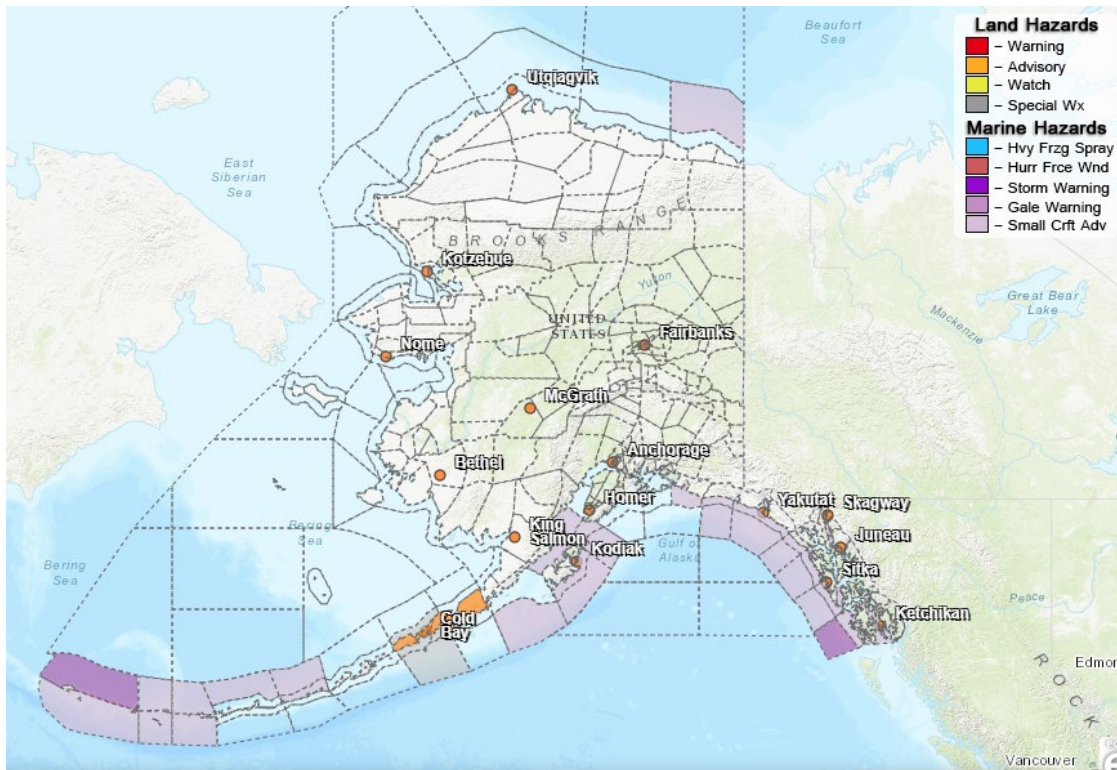 Beaufort
Sea
Land Hazards
– Warning
– Advisory
– Watch
– Special Wx
Marine Hazards
– Hvy Frzg Spray
– Hurr Frce Wnd
– Storm Warning
– Gale Warning
– Small Crft Adv
Utqiagvik
East
Siberian
Sea
BROOKS RANGE
Kotzebue
Yukon
Great Bear
Lake
Mackenzie
UNITED
STATES
Fairbanks
Nome
McGrath
Anchorage
Bethel
Homer
Yakutat
Skagway
King
Salmon
Bering
Sea
Kodiak
Gulf of
Alaska
Juneau
Bering
Sea
Sitka
Peace
Cold
Bay
Ketchikan
Edmon
ROCK
Vancouver